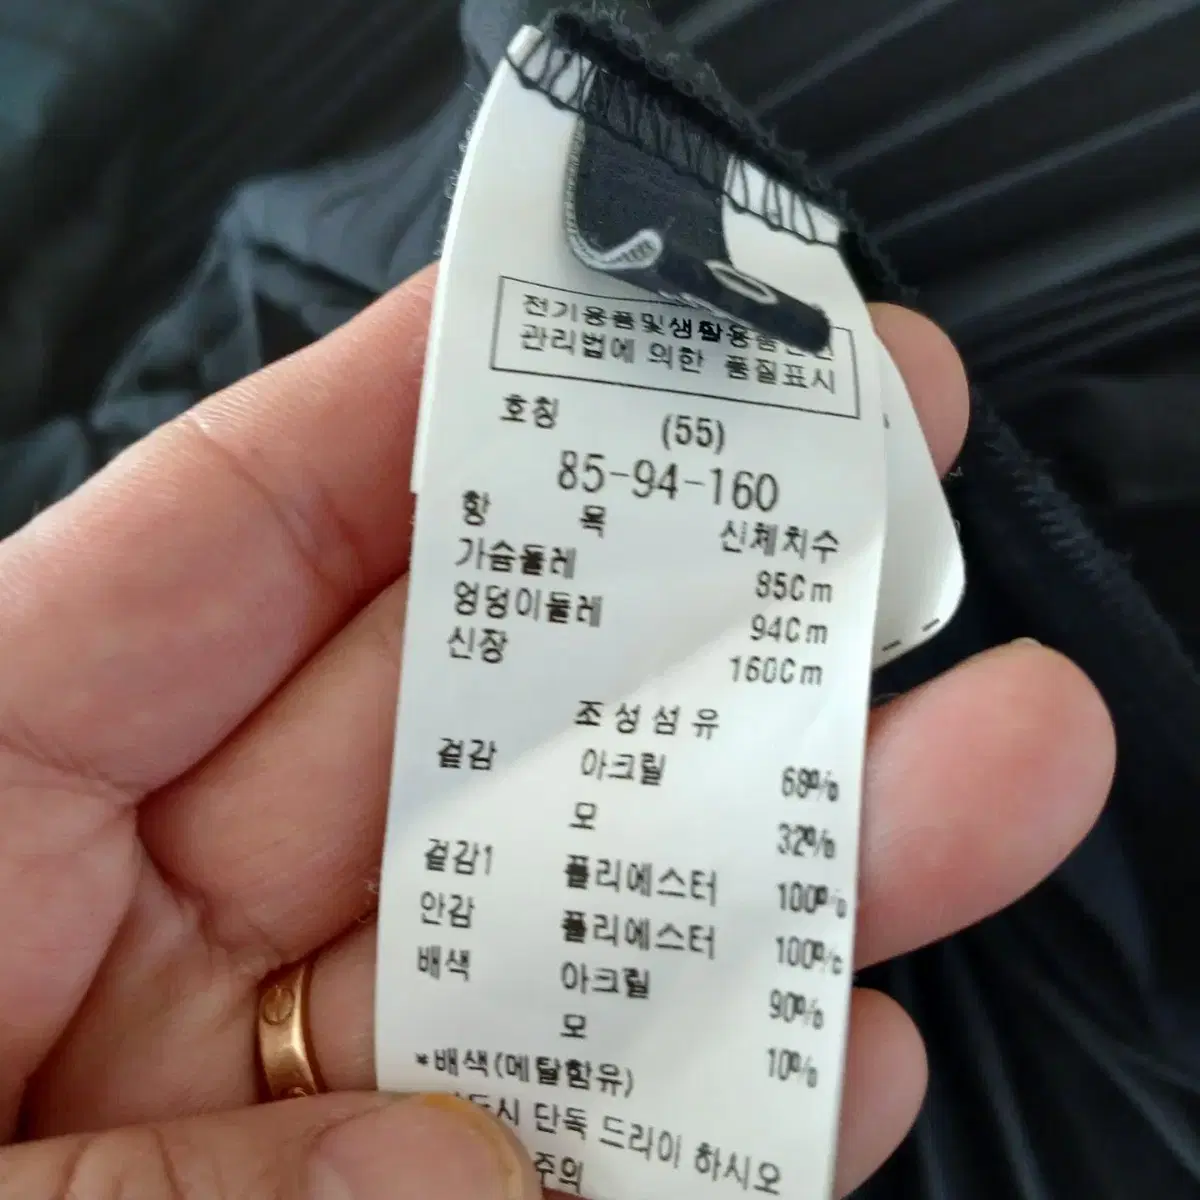 전기용품및생활용품안전
관리법에 의한 품질표시
호칭 (55)
85-94-160
항 목 신체치수
가슴둘레 85Cm
엉덩이둘레 94Cm
신장 160Cm
조성섬유
겉감 아크릴 68%
모 32%
겉감1 폴리에스터 100%
안감 폴리에스터 100%
배색 아크릴 90%
모 10%
*배색(메탈함유)
단독 드라이 하시오
주의